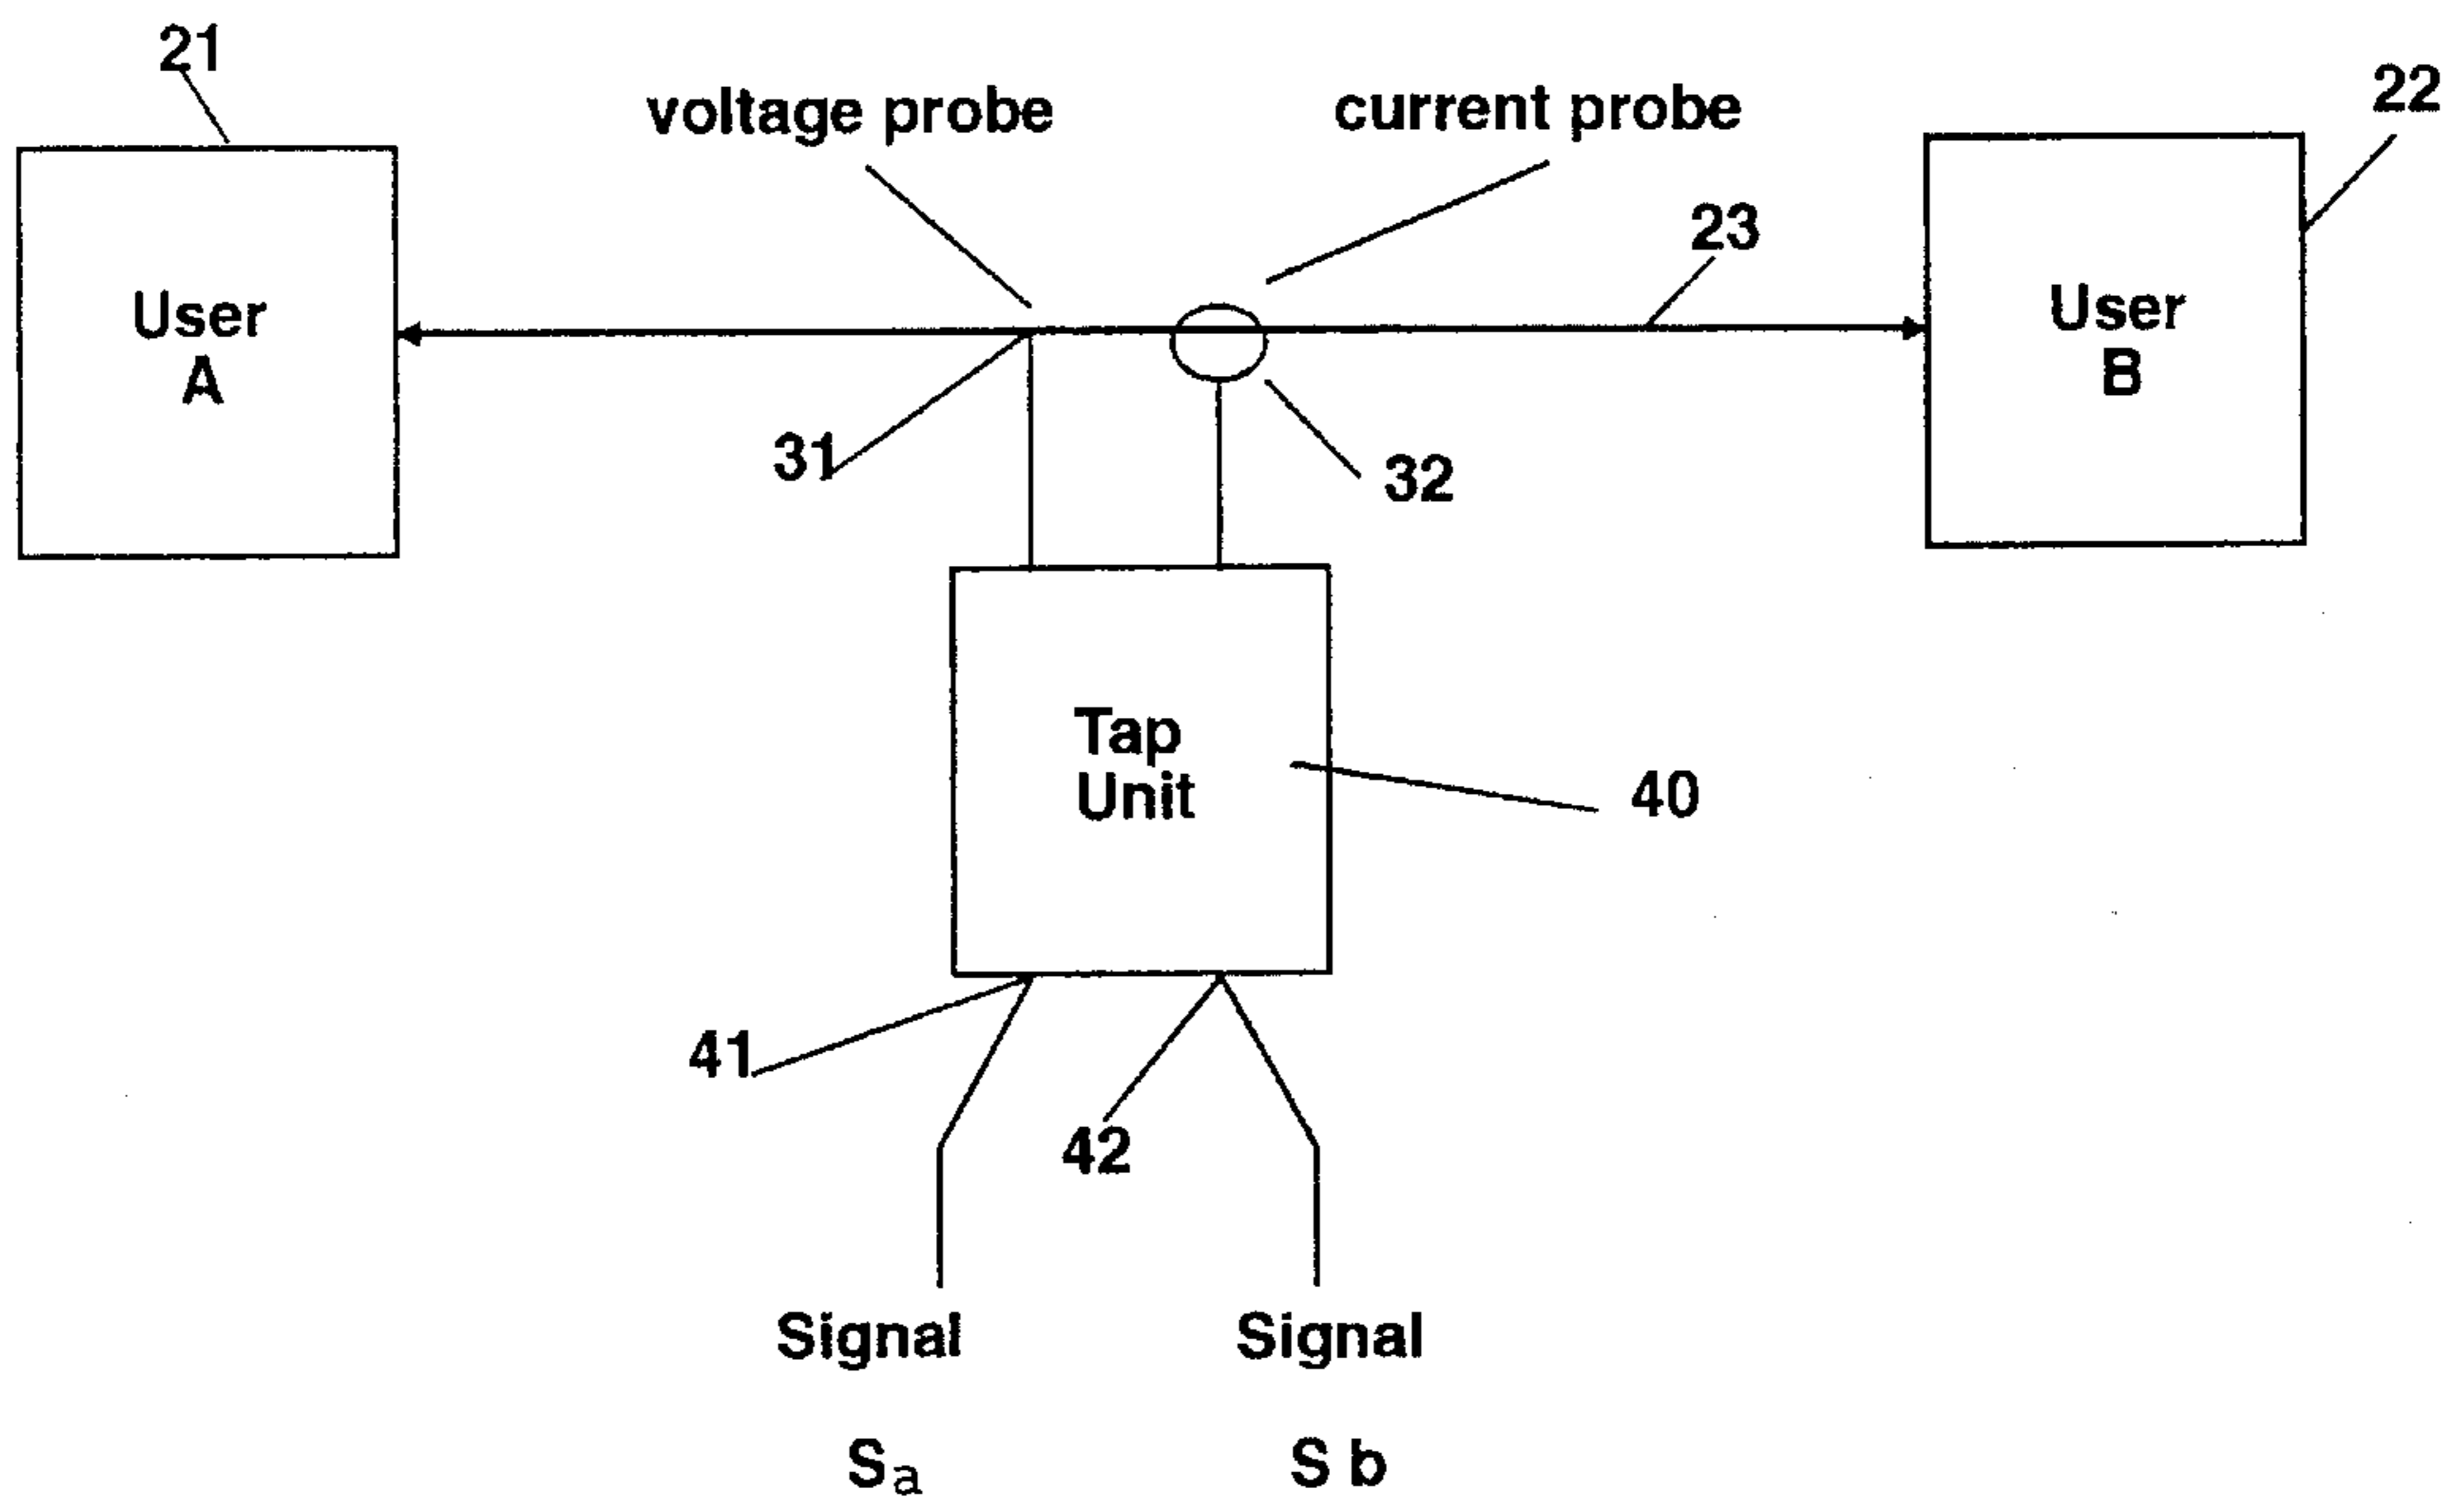 21
voltage probe
current probe
22
23
User
A
User
B
31
32
Tap
Unit
40
41
42
Signal
Signal
Sa
S b